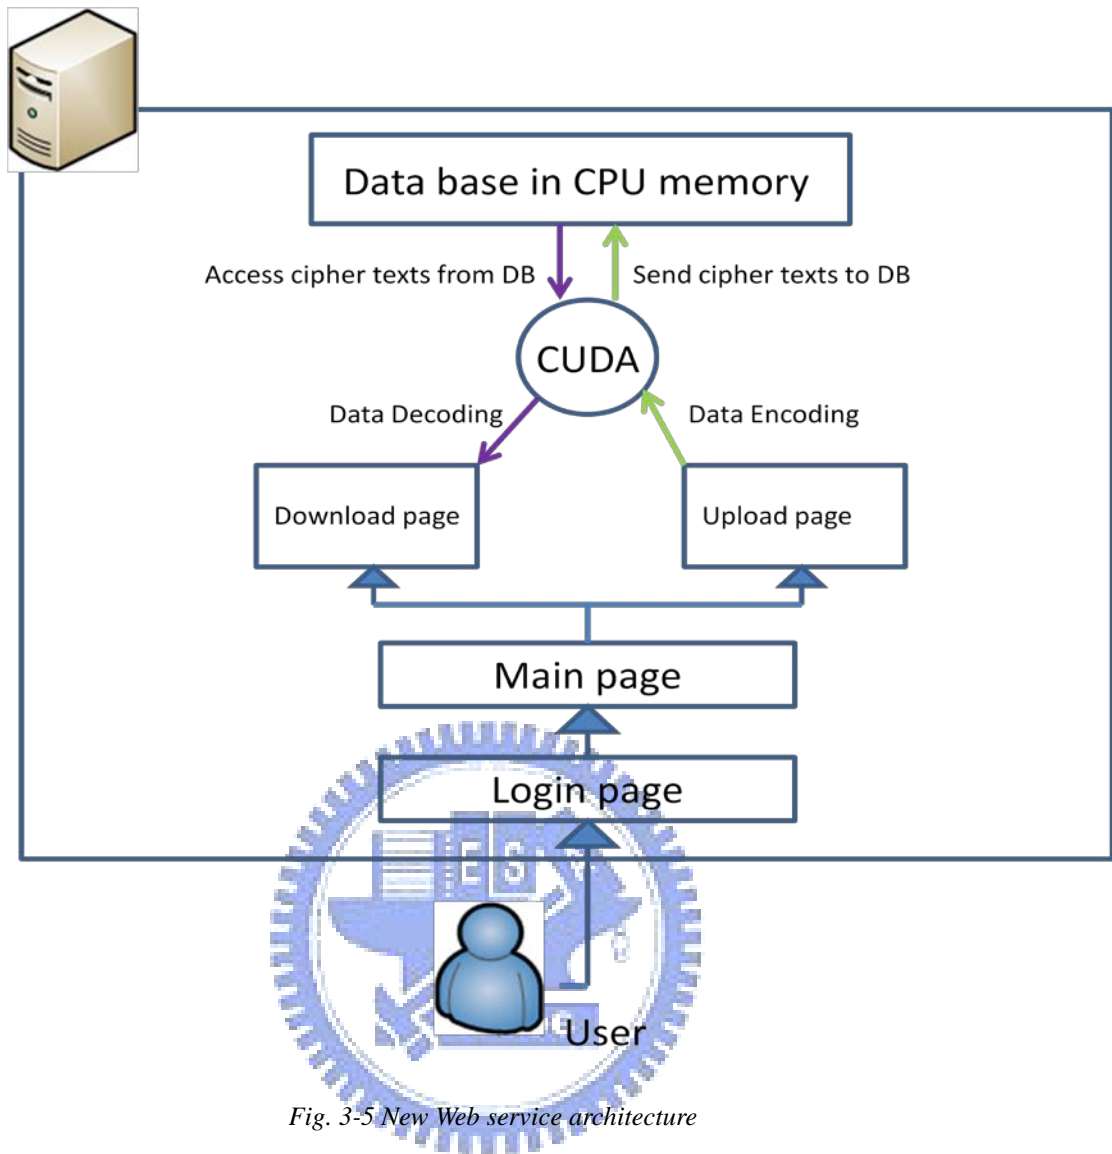 Data base in CPU memory
Access cipher texts from DB
Send cipher texts to DB
CUDA
Data Decoding
Data Encoding
Download page
Upload page
Main page
Login page
User
Fig. 3-5 New Web service architecture